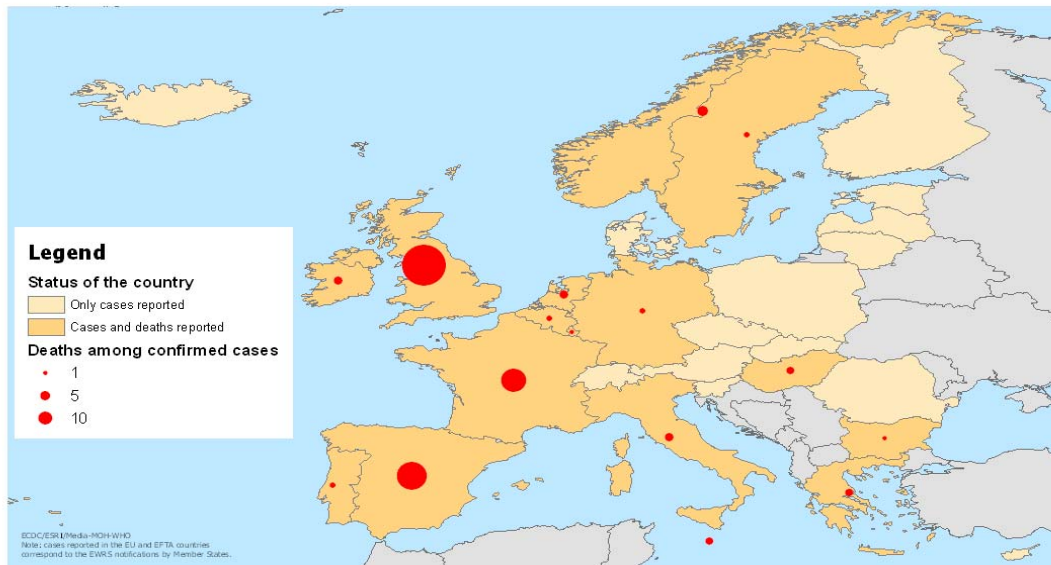 Legend
Status of the country
Only cases reported
Cases and deaths reported
Deaths among confirmed cases
1
5
10
ECDC/ESRI/Media-MOH-WHO
Note: cases reported in the EU and EFTA countries
correspond to the EWRS notifications by Member States.